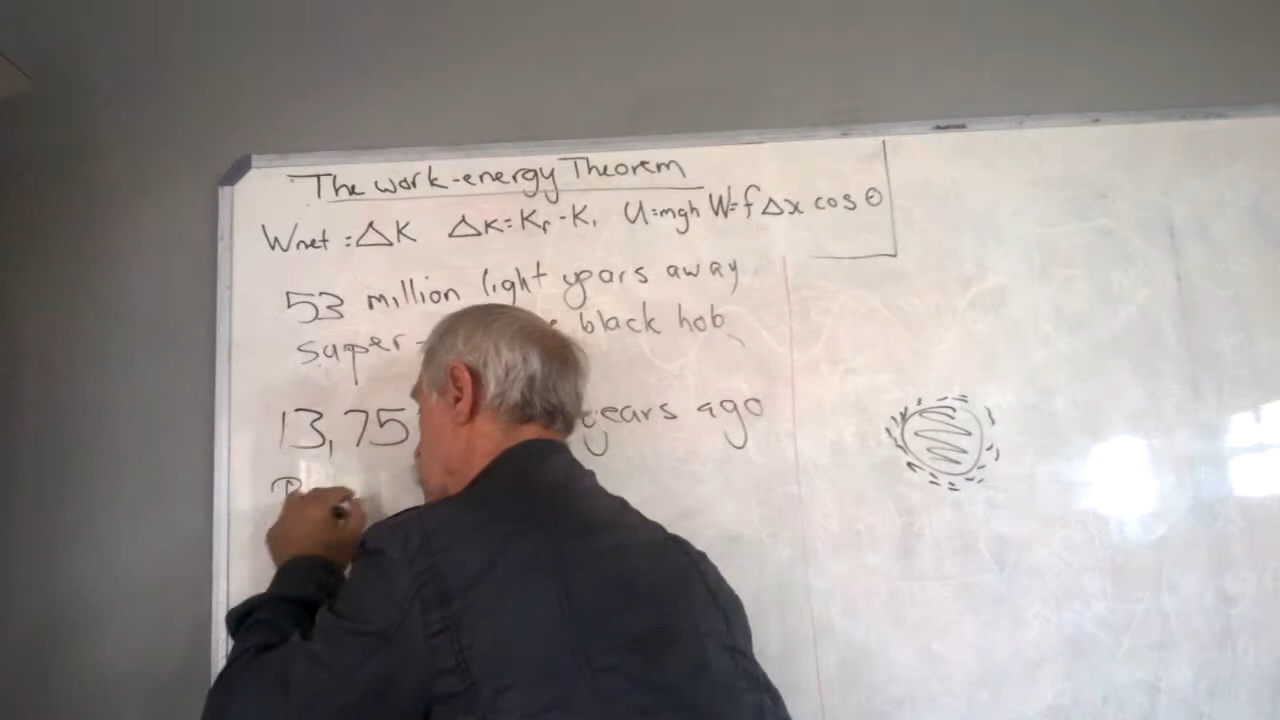 The work-energy Theorem
Wnet = ΔK ΔK = Kf - Ki U = mgh W = f Δx cos θ
53 million light years away
super - black hole
13,75 years ago